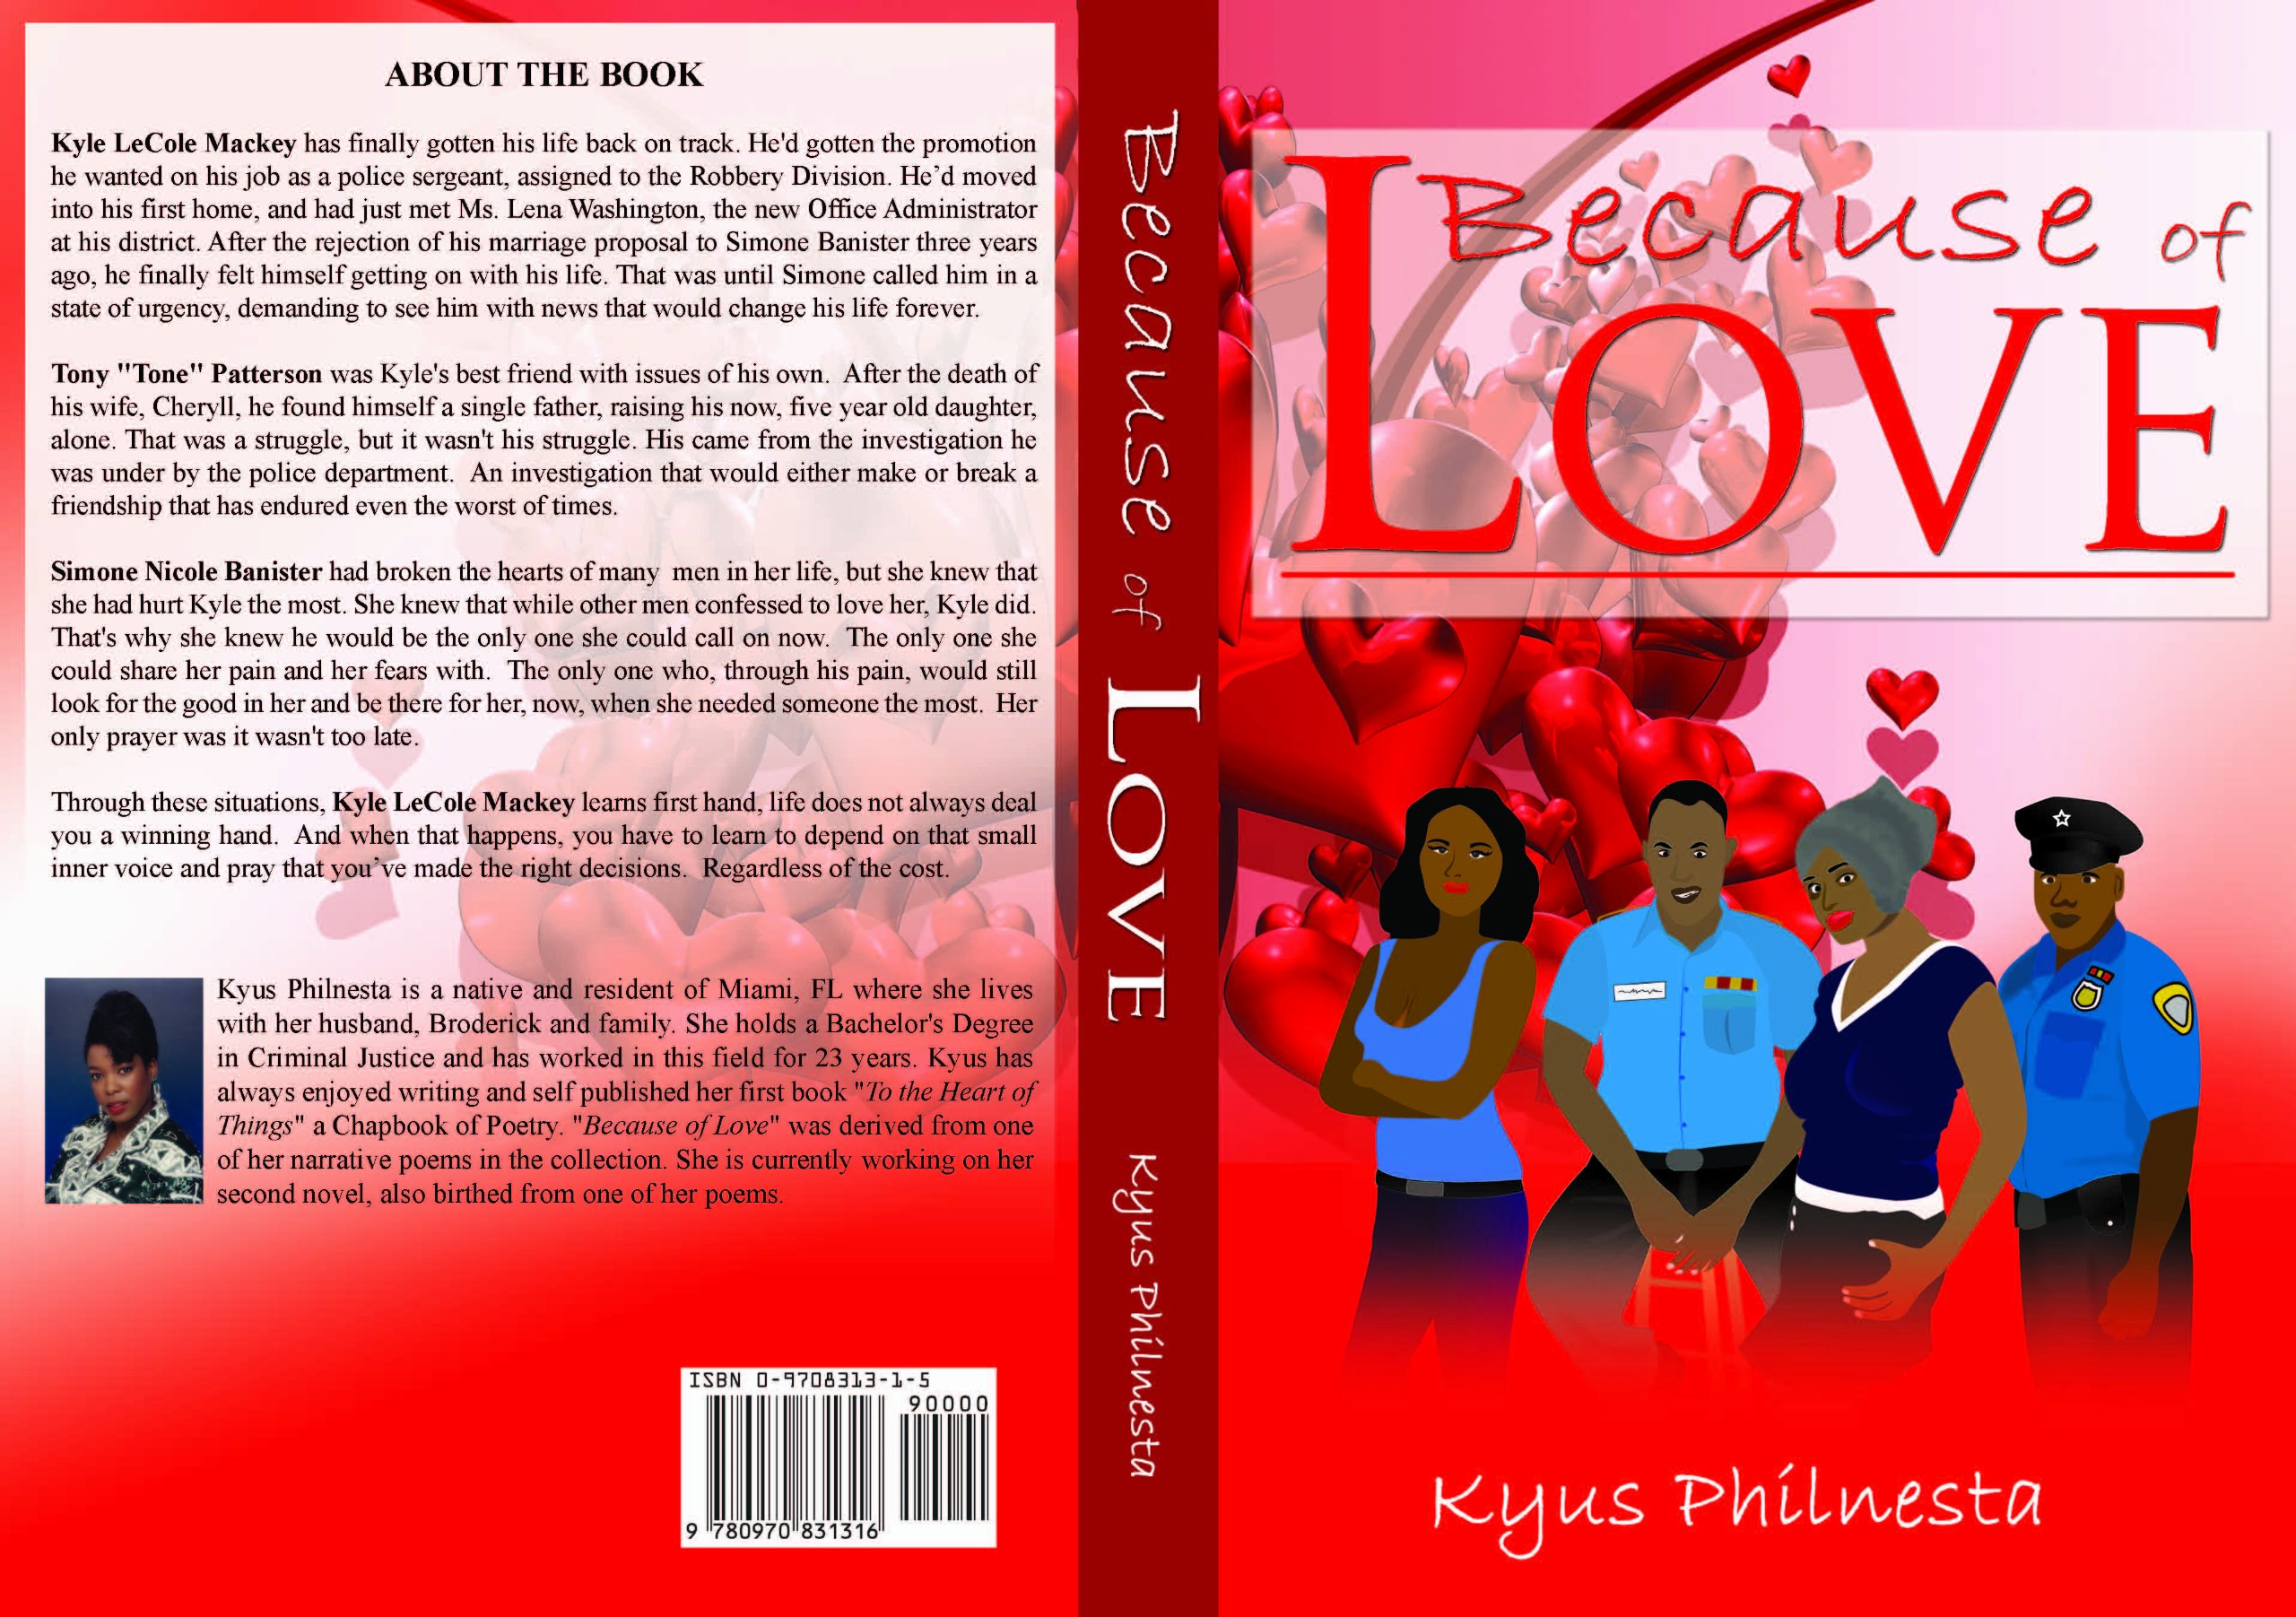 ABOUT THE BOOK
Kyle LeCole Mackey has finally gotten his life back on track. He'd gotten the promotion
he wanted on his job as a police sergeant, assigned to the Robbery Division. He’d moved
into his first home, and had just met Ms. Lena Washington, the new Office Administrator
at his district. After the rejection of his marriage proposal to Simone Banister three years
ago, he finally felt himself getting on with his life. That was until Simone called him in a
state of urgency, demanding to see him with news that would change his life forever.
Tony "Tone" Patterson was Kyle's best friend with issues of his own.  After the death of
his wife, Cheryll, he found himself a single father, raising his now, five year old daughter,
alone. That was a struggle, but it wasn't his struggle. His came from the investigation he
was under by the police department.  An investigation that would either make or break a
friendship that has endured even the worst of times.
Simone Nicole Banister had broken the hearts of many  men in her life, but she knew that
she had hurt Kyle the most. She knew that while other men confessed to love her, Kyle did.
That's why she knew he would be the only one she could call on now.  The only one she
could share her pain and her fears with.  The only one who, through his pain, would still
look for the good in her and be there for her, now, when she needed someone the most.  Her
only prayer was it wasn't too late.
Through these situations, Kyle LeCole Mackey learns first hand, life does not always deal
you a winning hand.  And when that happens, you have to learn to depend on that small
inner voice and pray that you’ve made the right decisions.  Regardless of the cost.
Kyus Philnesta is a native and resident of Miami, FL where she lives
with her husband, Broderick and family. She holds a Bachelor's Degree
in Criminal Justice and has worked in this field for 23 years. Kyus has
always enjoyed writing and self published her first book "To the Heart of
Things" a Chapbook of Poetry. "Because of Love" was derived from one
of her narrative poems in the collection. She is currently working on her
second novel, also birthed from one of her poems.
ISBN 0-9708313-1-5
90000
9 780970 831316
Because of LOVE Kyus Philnesta
Because of
LOVE
Kyus Philnesta